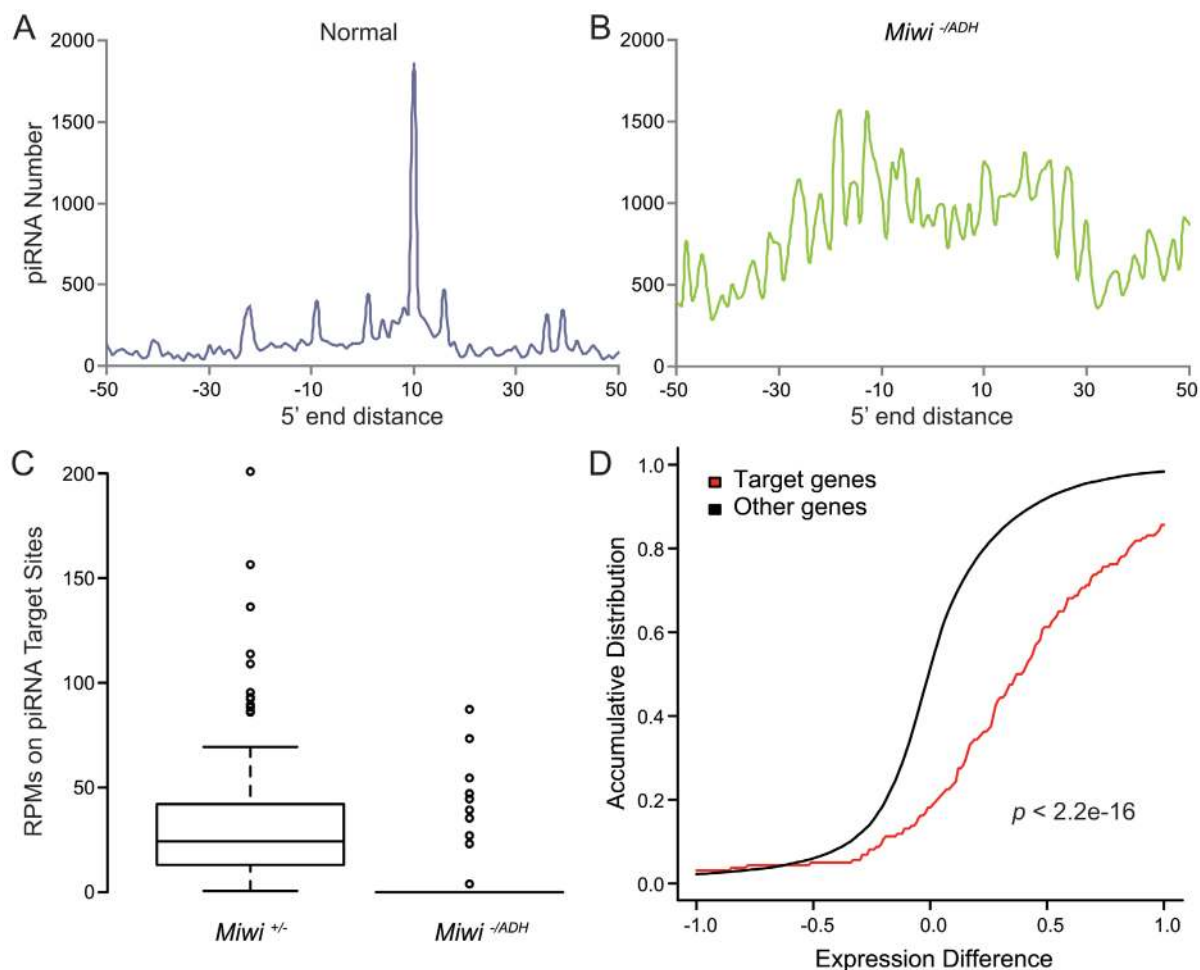 A
Normal
2000
1500
1000
500
0
piRNA Number
-50 -30 -10 10 30 50
5' end distance
B
Miwi -/ADH
2000
1500
1000
500
0
-50 -30 -10 10 30 50
5' end distance
C
200
150
100
50
0
RPMs on piRNA Target Sites
Miwi +/- Miwi -/ADH
D
Target genes
Other genes
1.0
0.8
0.6
0.4
0.2
0.0
Accumulative Distribution
p < 2.2e-16
-1.0 -0.5 0.0 0.5 1.0
Expression Difference